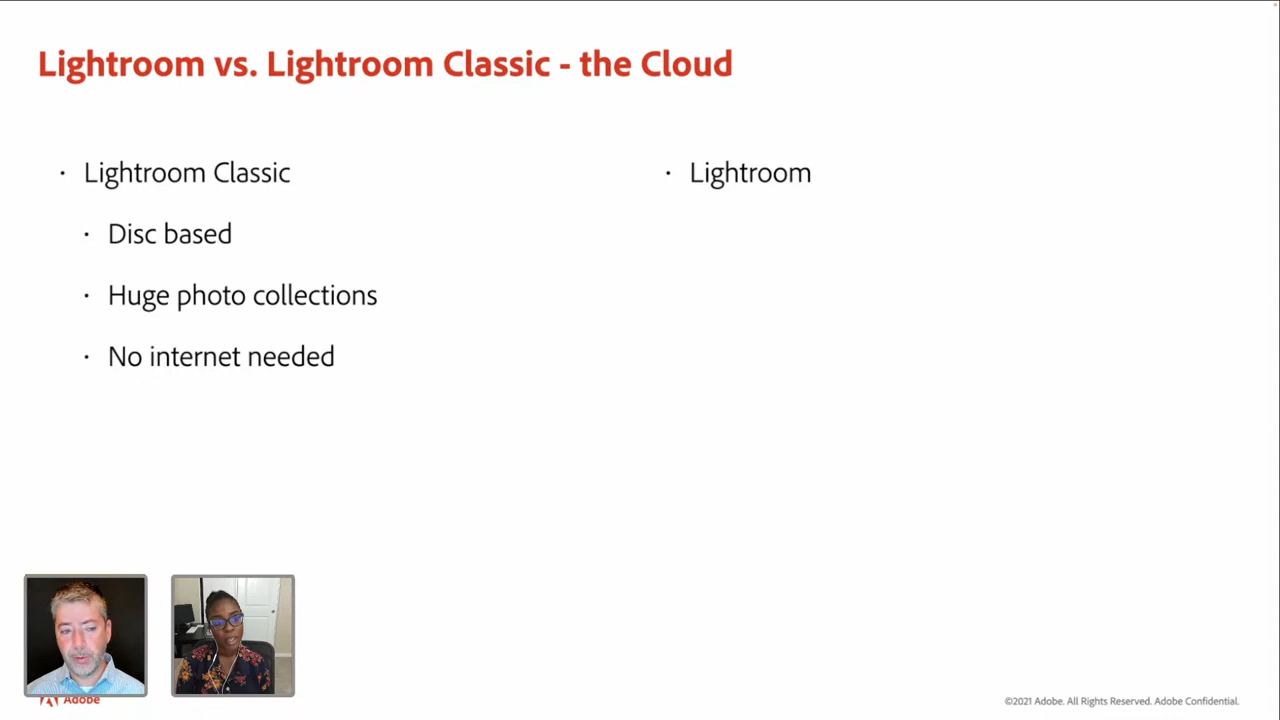 Lightroom vs. Lightroom Classic - the Cloud
· Lightroom Classic
· Disc based
· Huge photo collections
· No internet needed
· Lightroom
Adobe
©2021 Adobe. All Rights Reserved. Adobe Confidential.